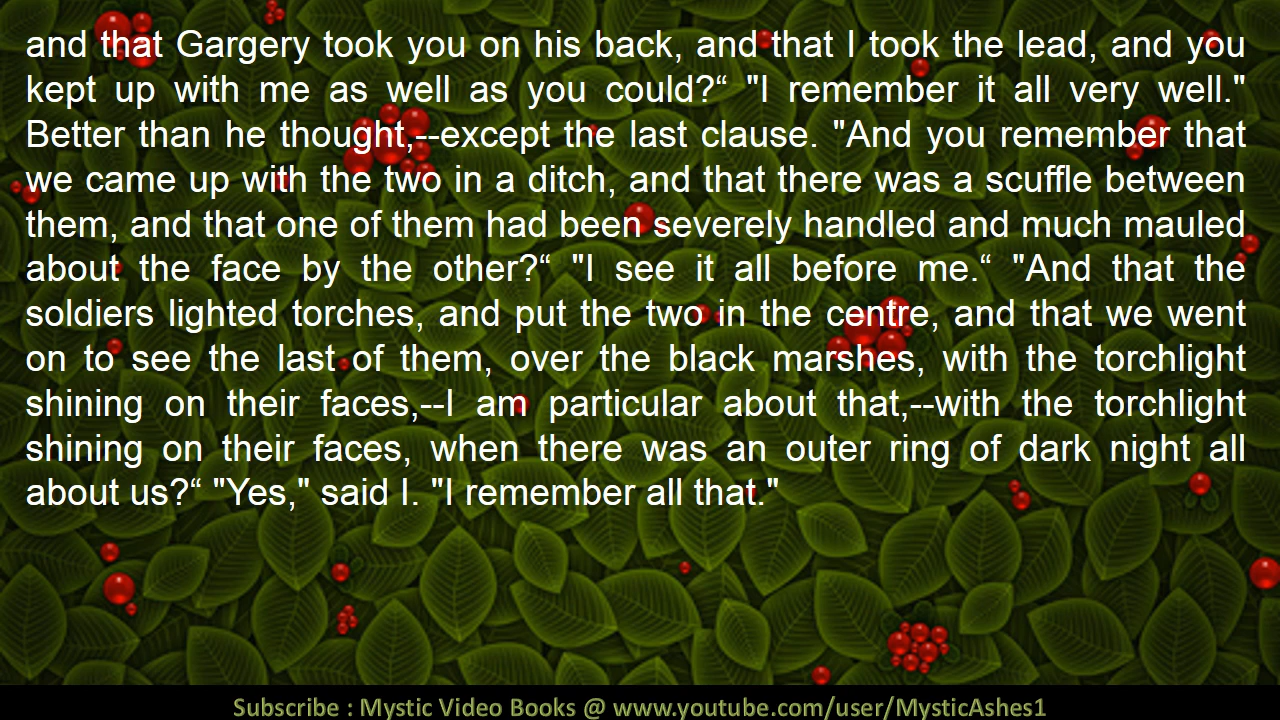 and that Gargery took you on his back, and that I took the lead, and you
kept up with me as well as you could?“ "I remember it all very well."
Better than he thought,--except the last clause. "And you remember that
we came up with the two in a ditch, and that there was a scuffle between
them, and that one of them had been severely handled and much mauled
about the face by the other?“ "I see it all before me.“ "And that the
soldiers lighted torches, and put the two in the centre, and that we went
on to see the last of them, over the black marshes, with the torchlight
shining on their faces,--I am particular about that,--with the torchlight
shining on their faces, when there was an outer ring of dark night all
about us?“ "Yes," said I. "I remember all that."
Subscribe : Mystic Video Books @ www.youtube.com/user/MysticAshes1